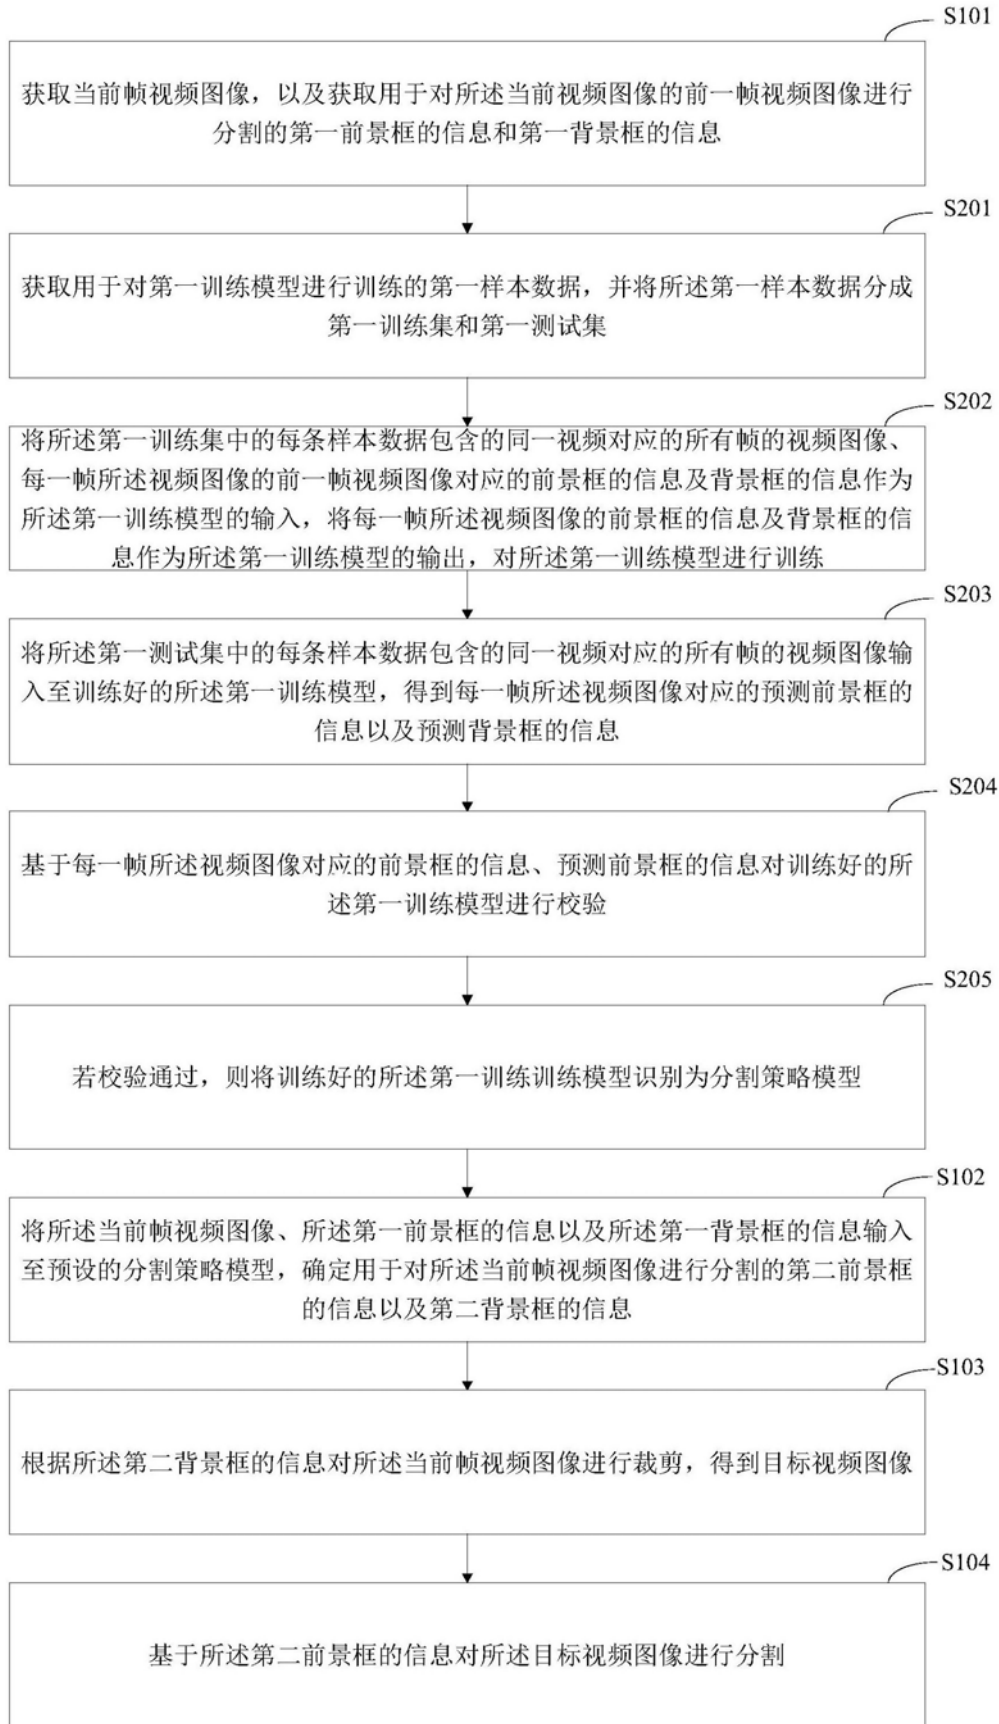 S101
获取当前帧视频图像，以及获取用于对所述当前视频图像的前一帧视频图像进行
分割的第一前景框的信息和第一背景框的信息
S201
获取用于对第一训练模型进行训练的第一样本数据，并将所述第一样本数据分成
第一训练集和第一测试集
S202
将所述第一训练集中的每条样本数据包含的同一视频对应的所有帧的视频图像、
每一帧所述视频图像的前一帧视频图像对应的前景框的信息及背景框的信息作为
所述第一训练模型的输入，将每一帧所述视频图像的前景框的信息及背景框的信
息作为所述第一训练模型的输出，对所述第一训练模型进行训练
S203
将所述第一测试集中的每条样本数据包含的同一视频对应的所有帧的视频图像输
入至训练好的所述第一训练模型，得到每一帧所述视频图像对应的预测前景框的
信息以及预测背景框的信息
S204
基于每一帧所述视频图像对应的前景框的信息、预测前景框的信息对训练好的所
述第一训练模型进行校验
S205
若校验通过，则将训练好的所述第一训练训练模型识别为分割策略模型
S102
将所述当前帧视频图像、所述第一前景框的信息以及所述第一背景框的信息输入
至预设的分割策略模型，确定用于对所述当前帧视频图像进行分割的第二前景框
的信息以及第二背景框的信息
S103
根据所述第二背景框的信息对所述当前帧视频图像进行裁剪，得到目标视频图像
S104
基于所述第二前景框的信息对所述目标视频图像进行分割